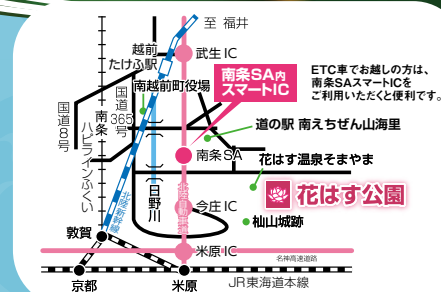 至 福井
越前
たけふ駅
武生IC
南越前町役場
南条SA内
スマートIC
ETC車でお越しの方は、
南条SAスマートICを
ご利用いただくと便利です。
国道8号
南条
国道365号
ハピラインふくい
道の駅 南えちぜん山海里
南条SA
花はす温泉そまやま
日野川
北陸自動車道
花はす公園
北陸新幹線
今庄IC
杣山城跡
敦賀
米原IC
名神高速道路
京都
米原
JR東海道本線